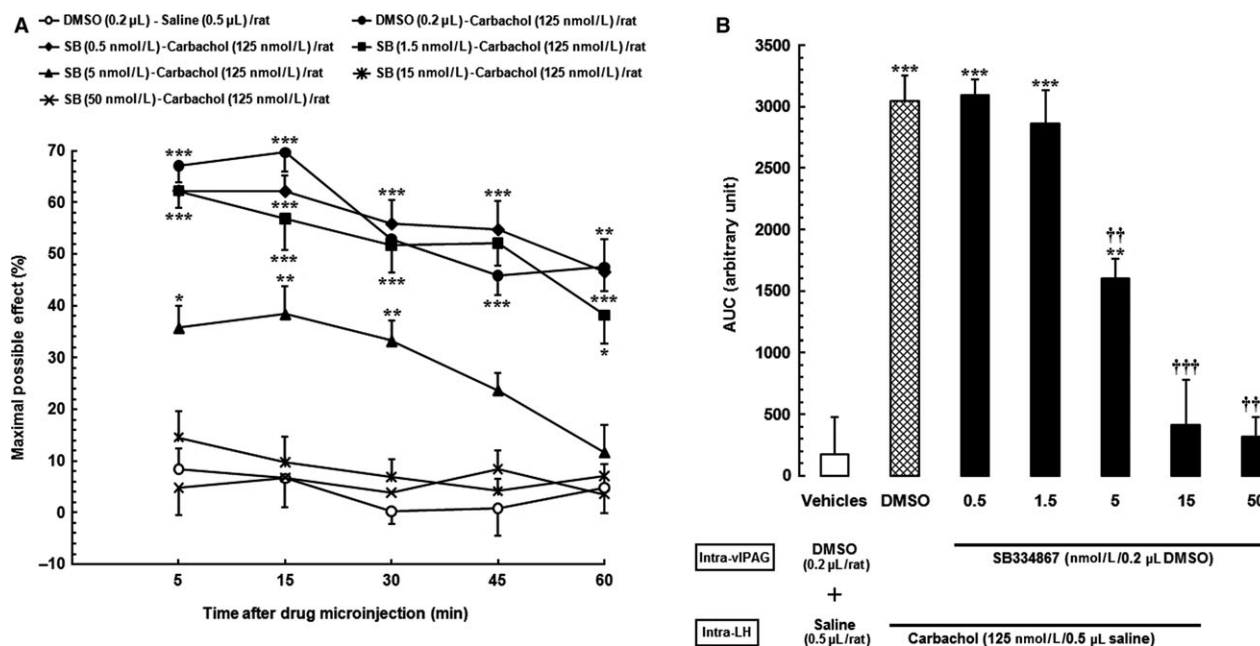 A
DMSO (0.2 μL) - Saline (0.5 μL) /rat
DMSO (0.2 μL) -Carbachol (125 nmol/L) /rat
SB (0.5 nmol/L) -Carbachol (125 nmol/L) /rat
SB (1.5 nmol/L) -Carbachol (125 nmol/L) /rat
SB (5 nmol/L) -Carbachol (125 nmol/L) /rat
SB (15 nmol/L) -Carbachol (125 nmol/L) /rat
SB (50 nmol/L) -Carbachol (125 nmol/L) /rat
Maximal possible effect (%)
70
60
50
40
30
20
10
0
–10
*** ***
*** *** *** *** **
*** *** *** ***
* ** ** *
5 15 30 45 60
Time after drug microinjection (min)
B
AUC (arbitrary unit)
3500
3000
2500
2000
1500
1000
500
0
*** *** ***
††
**
†††
††
Vehicles DMSO 0.5 1.5 5 15 50
Intra-vlPAG
DMSO
(0.2 μL/rat)
SB334867 (nmol/L/0.2 μL DMSO)
+
Intra-LH
Saline
(0.5 μL/rat)
Carbachol (125 nmol/L/0.5 μL saline)